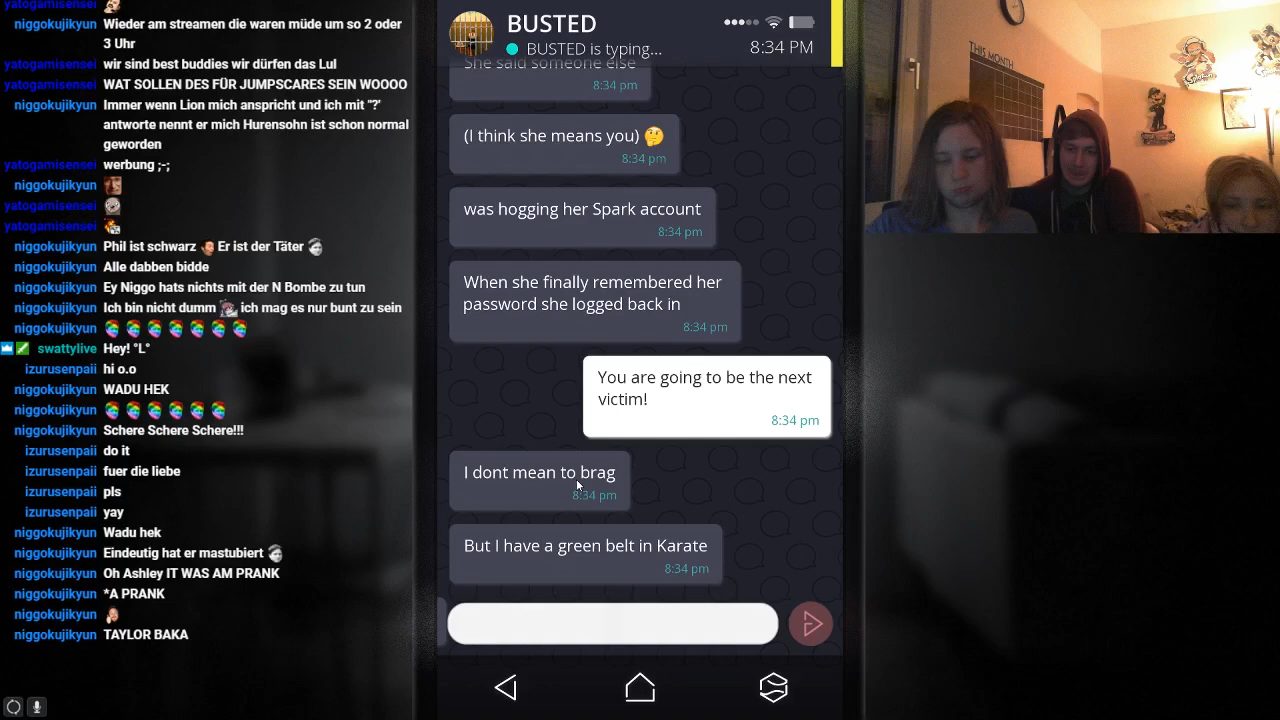 yatogamisensei
niggokujikyun Wieder am streamen die waren müde um so 2 oder
3 Uhr
yatogamisensei wir sind best buddies wir dürfen das Lul
yatogamisensei WAT SOLLEN DES FÜR JUMPSCARES SEIN WOOOO
niggokujikyun Immer wenn Lion mich anspricht und ich mit "?"
antworte nennt er mich Hurensohn ist schon normal
geworden
yatogamisensei werbung ;-;
niggokujikyun
yatogamisensei
yatogamisensei
niggokujikyun Phil ist schwarz Er ist der Täter
niggokujikyun Alle dabben bidde
niggokujikyun Ey Niggo hats nichts mit der N Bombe zu tun
niggokujikyun Ich bin nicht dumm ich mag es nur bunt zu sein
niggokujikyun
swattylive Hey! °L°
izurusenpaii hi o.o
niggokujikyun WADU HEK
niggokujikyun
niggokujikyun Schere Schere Schere!!!
izurusenpaii do it
izurusenpaii fuer die liebe
izurusenpaii pls
izurusenpaii yay
niggokujikyun Wadu hek
niggokujikyun Eindeutig hat er mastubiert
niggokujikyun Oh Ashley IT WAS AM PRANK
niggokujikyun *A PRANK
niggokujikyun
niggokujikyun TAYLOR BAKA
BUSTED
BUSTED is typing...
8:34 PM
She said someone else
8:34 pm
(I think she means you) 🤔
8:34 pm
was hogging her Spark account
8:34 pm
When she finally remembered her
password she logged back in
8:34 pm
You are going to be the next
victim!
8:34 pm
I dont mean to brag
8:34 pm
But I have a green belt in Karate
8:34 pm
THIS MONTH